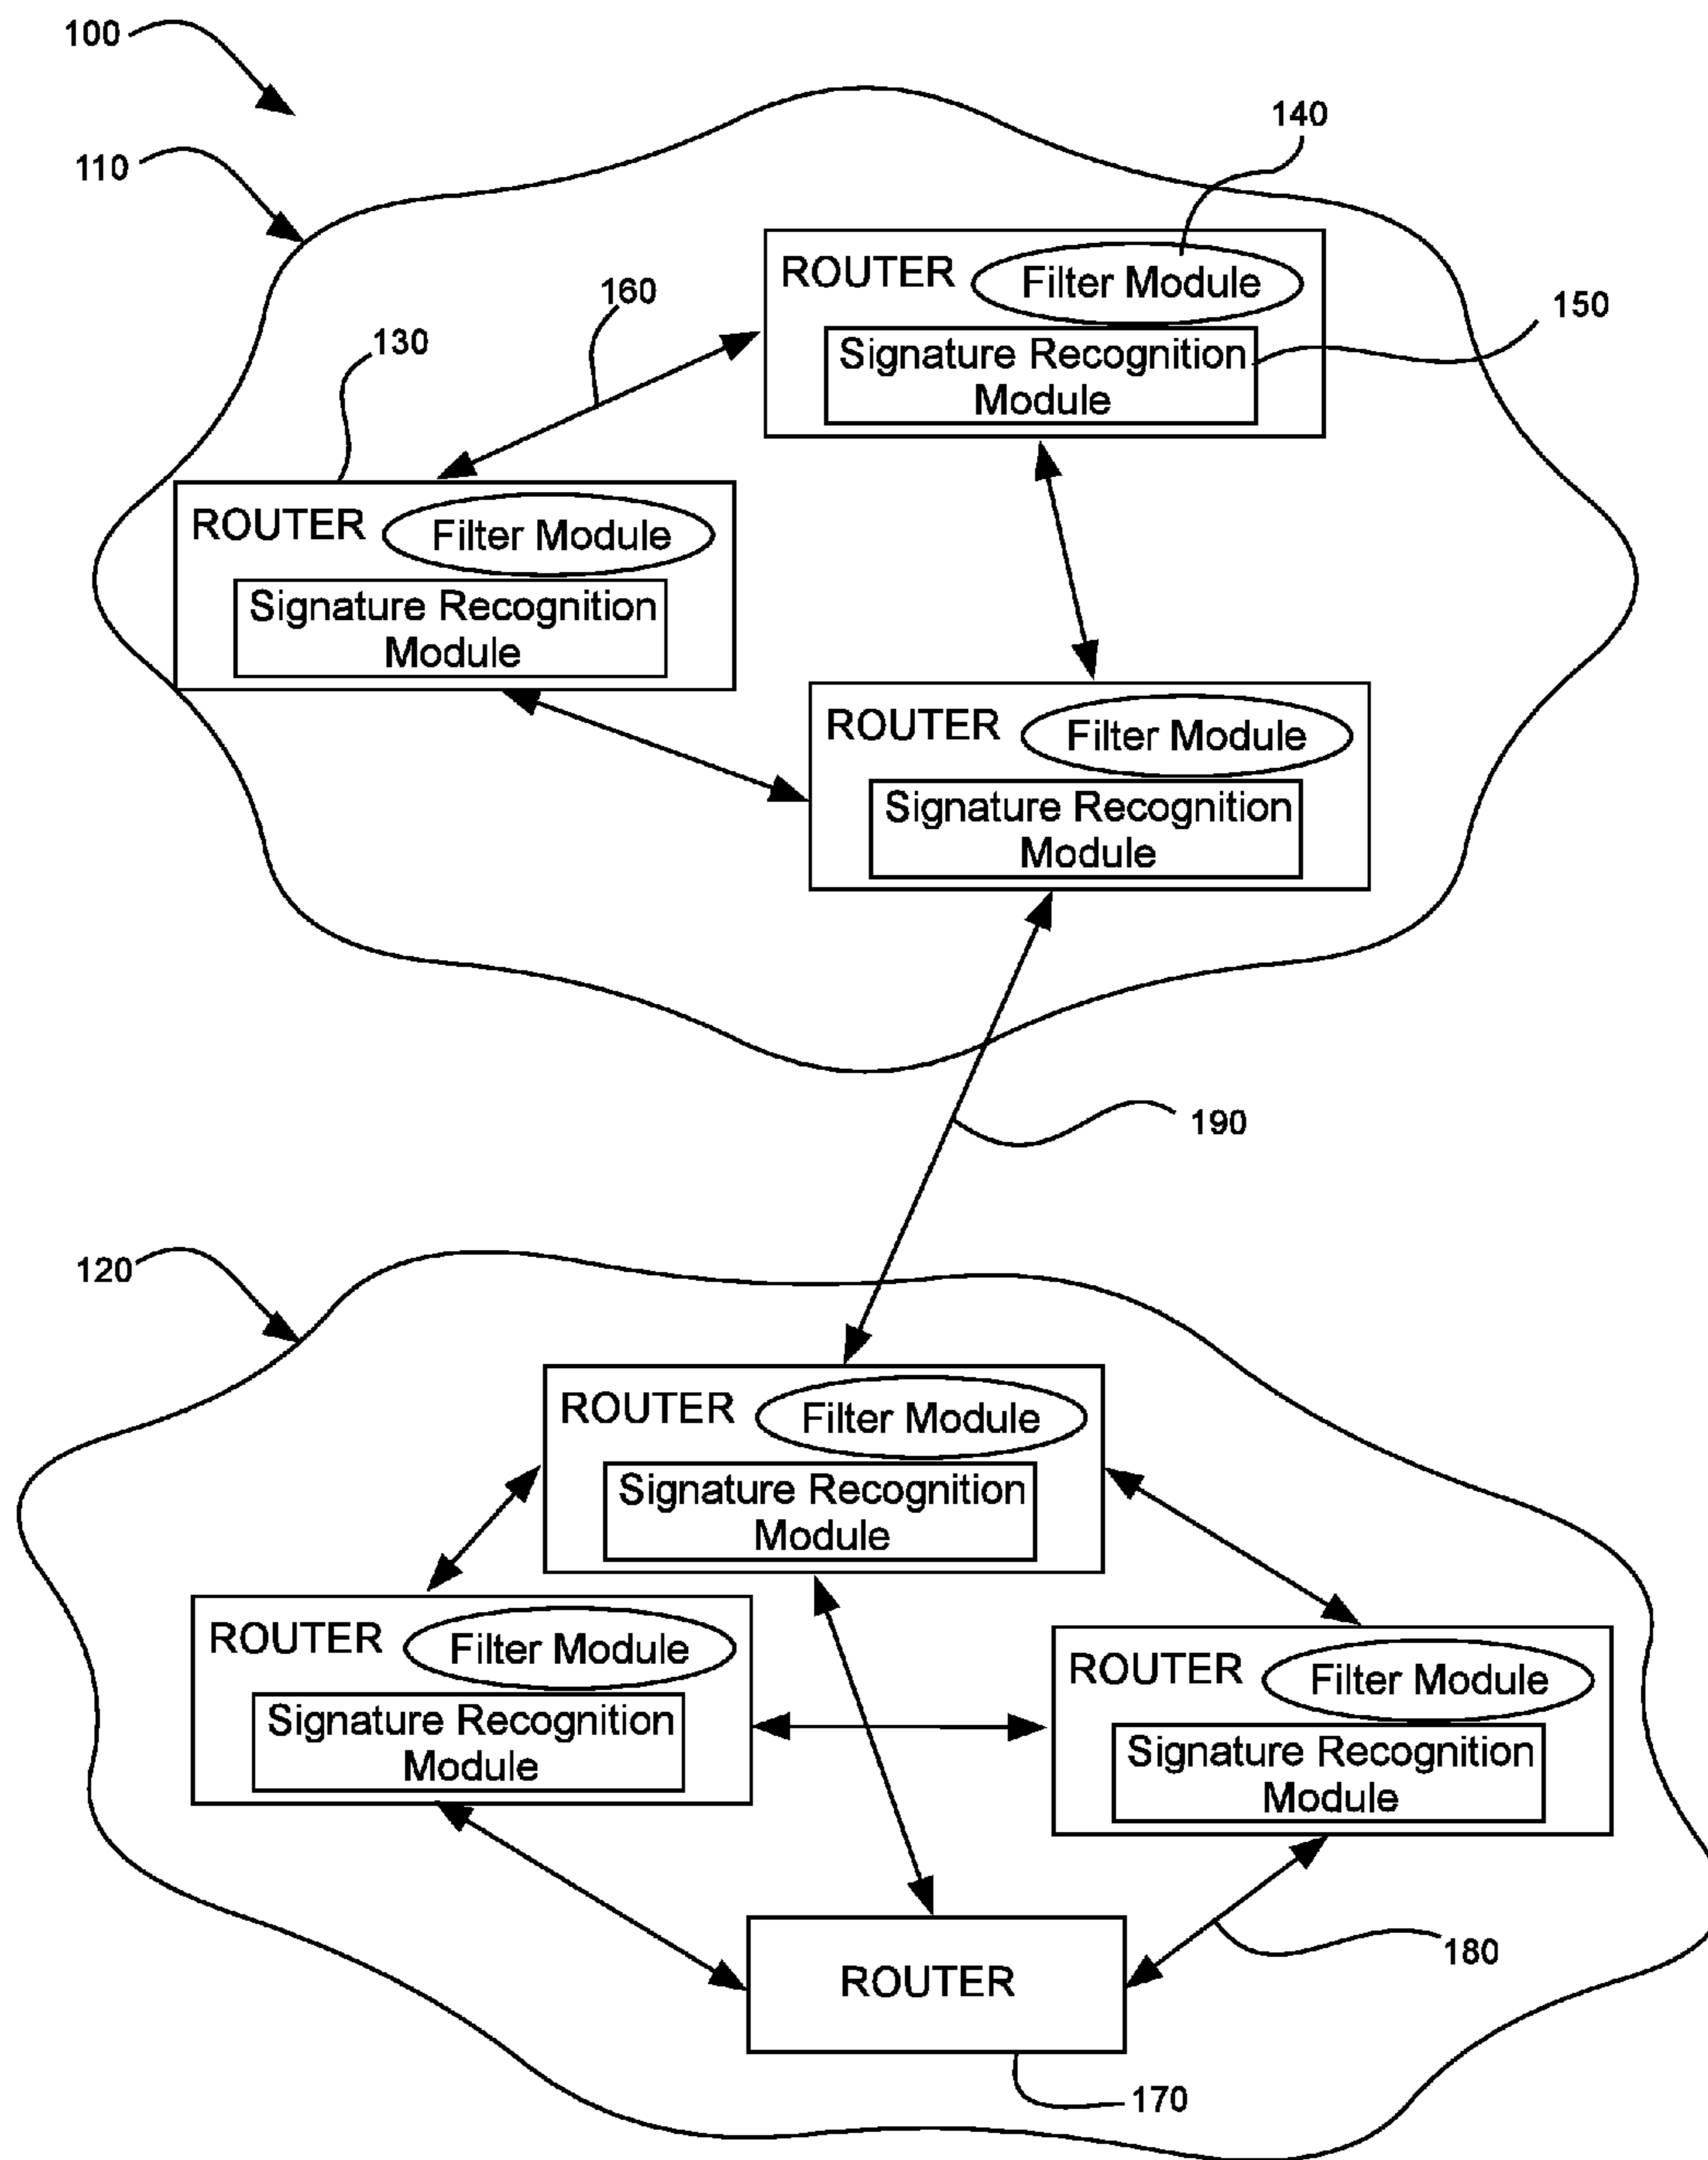 100
110
140
ROUTER
Filter Module
160
150
Signature Recognition
Module
130
ROUTER
Filter Module
Signature Recognition
Module
ROUTER
Filter Module
Signature Recognition
Module
190
120
ROUTER
Filter Module
Signature Recognition
Module
ROUTER
Filter Module
Signature Recognition
Module
ROUTER
Filter Module
Signature Recognition
Module
180
ROUTER
170